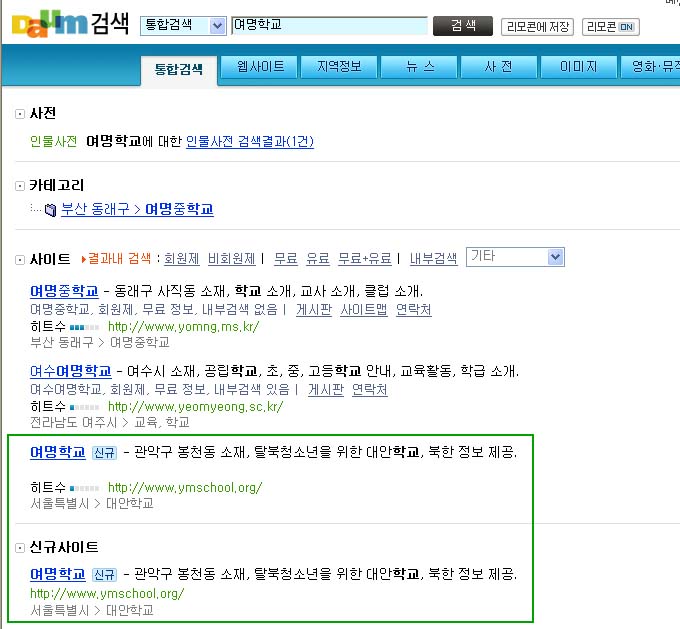 Daum 검색 통합검색 여명학교 검 색 리모콘에 저장 리모콘 ON
통합검색 웹사이트 지역정보 뉴 스 사 전 이미지 영화·뮤직
사전
인물사전 여명학교에 대한 인물사전 검색결과(1건)
카테고리
부산 동래구 > 여명중학교
사이트 ▶결과내 검색 : 회원제 비회원제 | 무료 유료 무료+유료 | 내부검색 기타
여명중학교 - 동래구 사직동 소재, 학교 소개, 교사 소개, 클럽 소개.
여명중학교, 회원제, 무료 정보, 내부검색 없음 | 게시판 사이트맵 연락처
히트수 http://www.yomng.ms.kr/
부산 동래구 > 여명중학교
여수여명학교 - 여수시 소재, 공립학교, 초, 중, 고등학교 안내, 교육활동, 학급 소개.
여수여명학교, 회원제, 무료 정보, 내부검색 있음 | 게시판 연락처
히트수 http://www.yeomyeong.sc.kr/
전라남도 여주시 > 교육, 학교
여명학교 신규 - 관악구 봉천동 소재, 탈북청소년을 위한 대안학교, 북한 정보 제공.
히트수 http://www.ymschool.org/
서울특별시 > 대안학교
신규사이트
여명학교 신규 - 관악구 봉천동 소재, 탈북청소년을 위한 대안학교, 북한 정보 제공.
http://www.ymschool.org/
서울특별시 > 대안학교